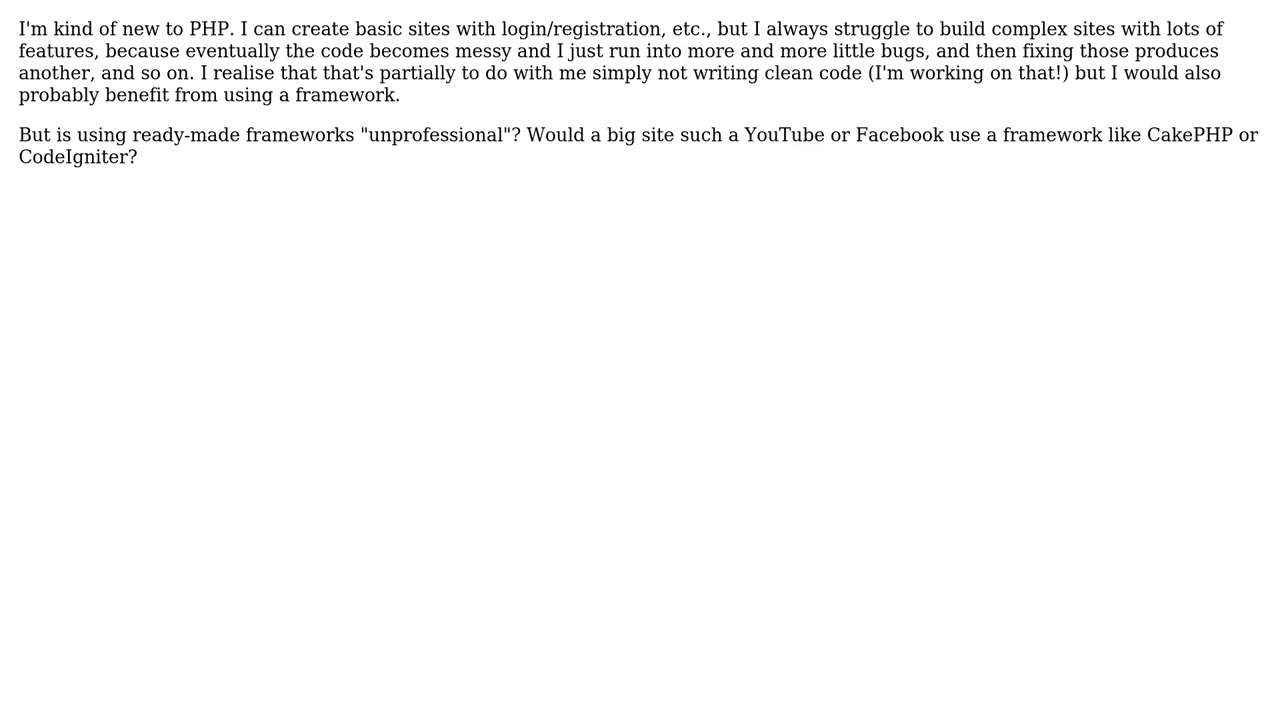 I'm kind of new to PHP. I can create basic sites with login/registration, etc., but I always struggle to build complex sites with lots of
features, because eventually the code becomes messy and I just run into more and more little bugs, and then fixing those produces
another, and so on. I realise that that's partially to do with me simply not writing clean code (I'm working on that!) but I would also
probably benefit from using a framework.
But is using ready-made frameworks "unprofessional"? Would a big site such a YouTube or Facebook use a framework like CakePHP or
CodeIgniter?